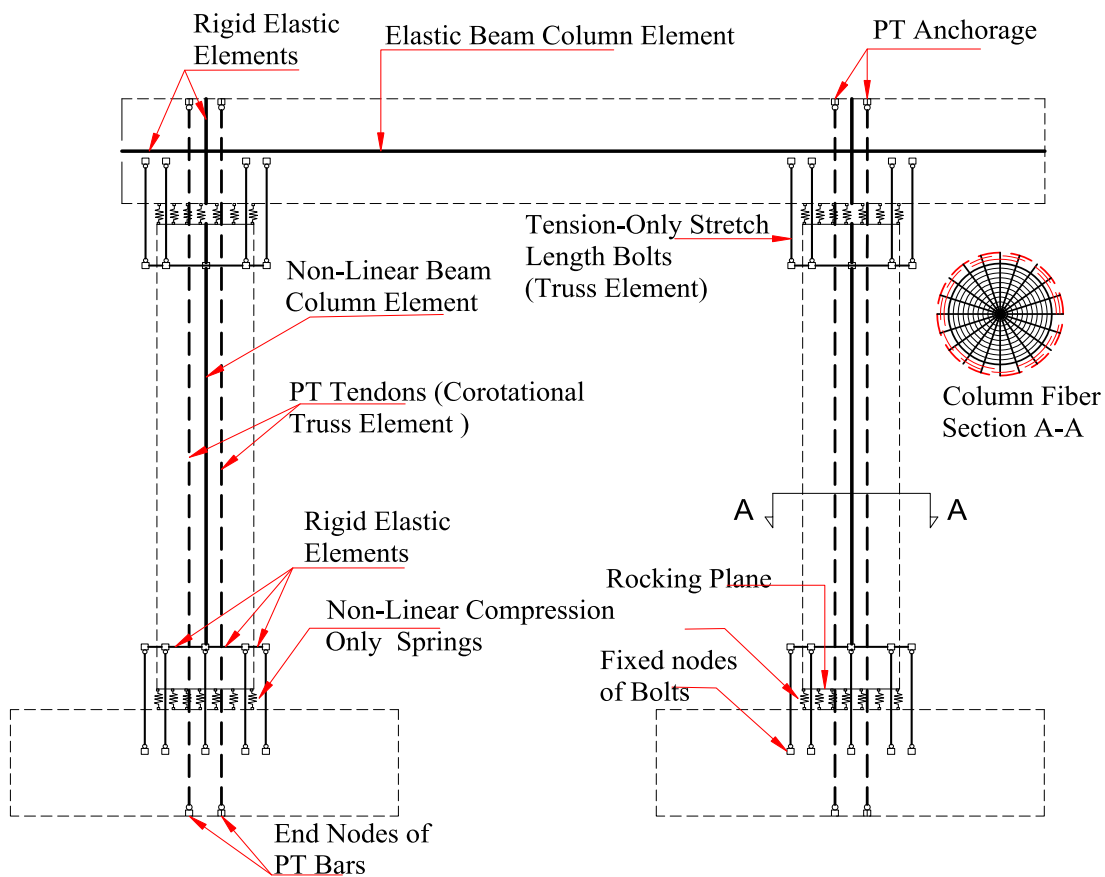 Rigid Elastic
Elements
Elastic Beam Column Element
PT Anchorage
Tension-Only Stretch
Length Bolts
(Truss Element)
Non-Linear Beam
Column Element
PT Tendons (Corotational
Truss Element )
Column Fiber
Section A-A
A
A
Rigid Elastic
Elements
Non-Linear Compression
Only Springs
Rocking Plane
Fixed nodes
of Bolts
End Nodes of
PT Bars